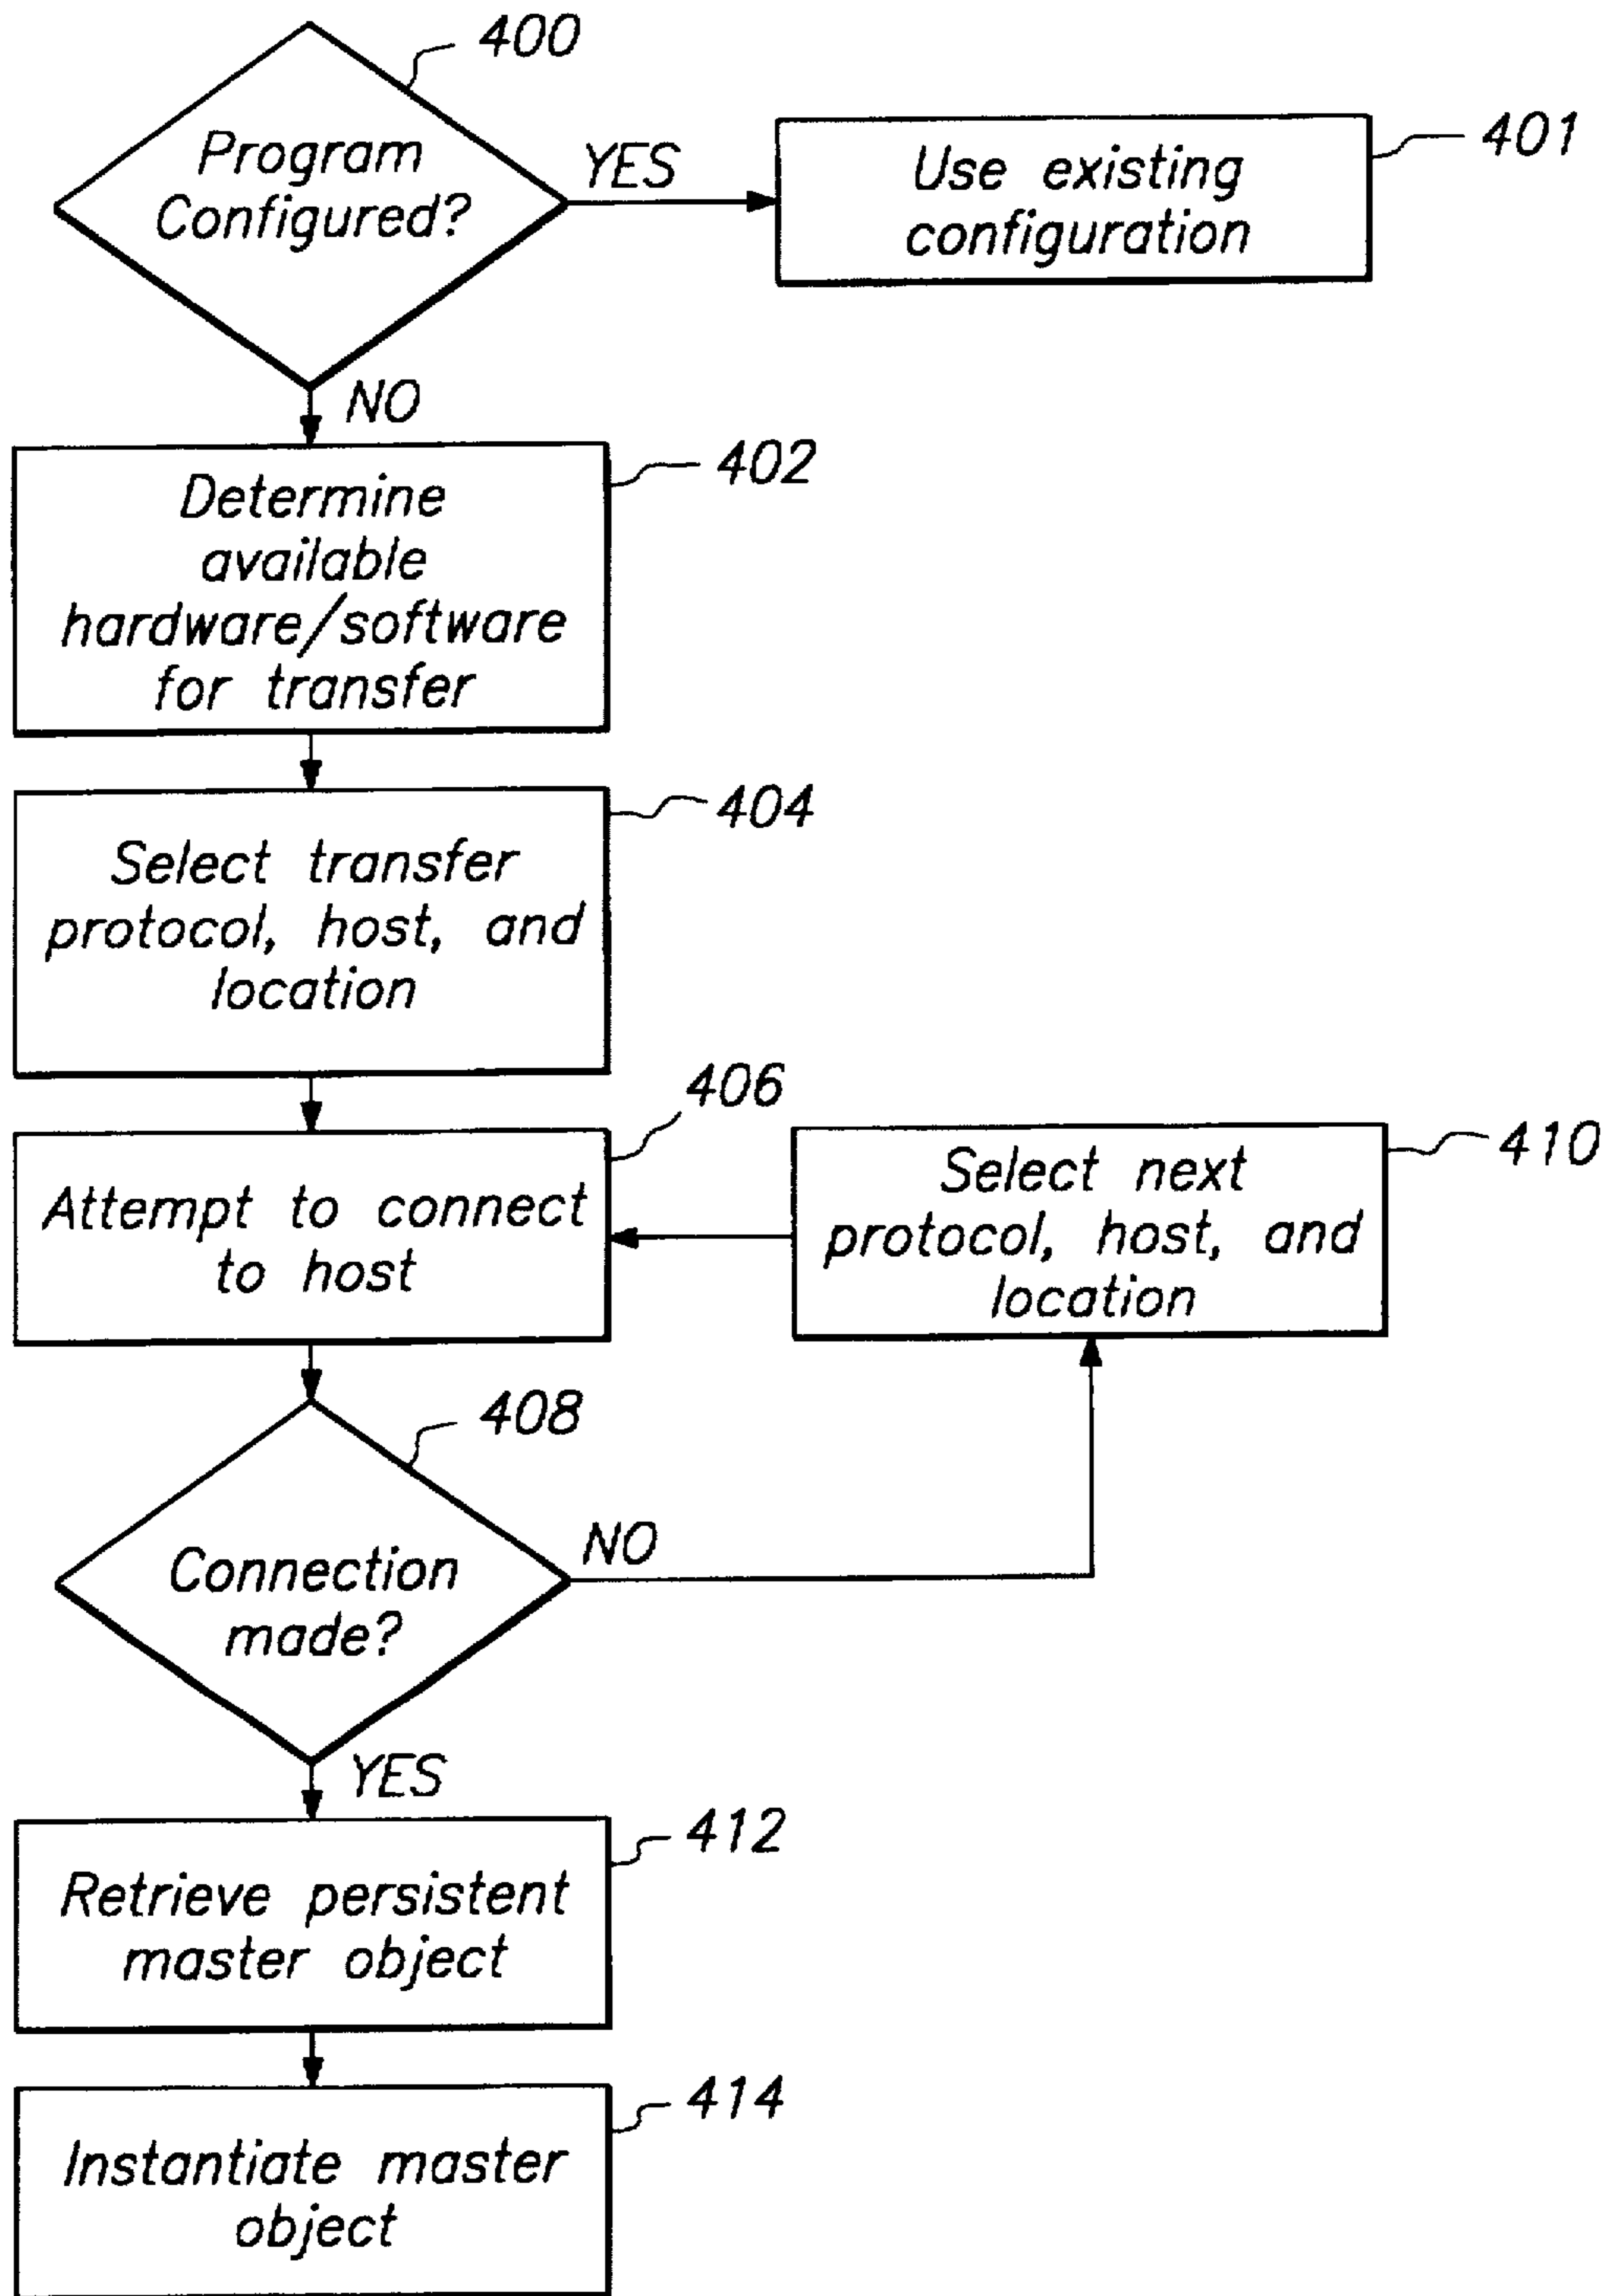 400
Program
Configured?
YES
401
Use existing
configuration
NO
402
Determine
available
hardware/software
for transfer
404
Select transfer
protocol, host, and
location
406
Attempt to connect
to host
410
Select next
protocol, host, and
location
408
Connection
made?
NO
YES
412
Retrieve persistent
master object
414
Instantiate master
object